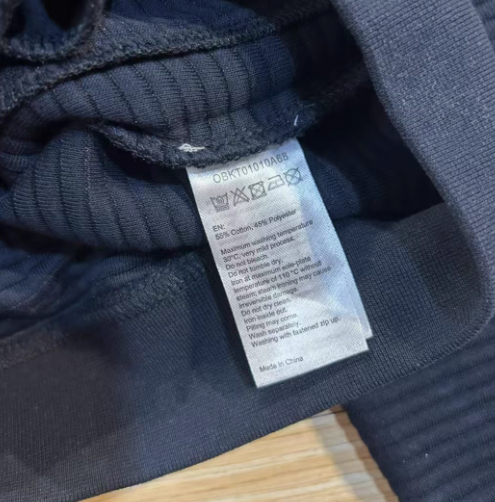 OBKT01010A68
EN:
55% Cotton, 45% Polyester
Maximum washing temperature
30°C, very mild process.
Do not bleach.
Do not tumble dry.
Iron at maximum sole-plate
temperature of 110 °C without
steam; steam ironing may cause
irreversible damage.
Do not dry clean.
Iron inside out.
Pilling may come.
Wash separately.
Washing with fastened zip up.
Made in China